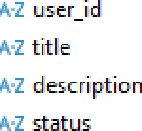 A-Z user_id
A-Z title
A-Z description
A-Z status